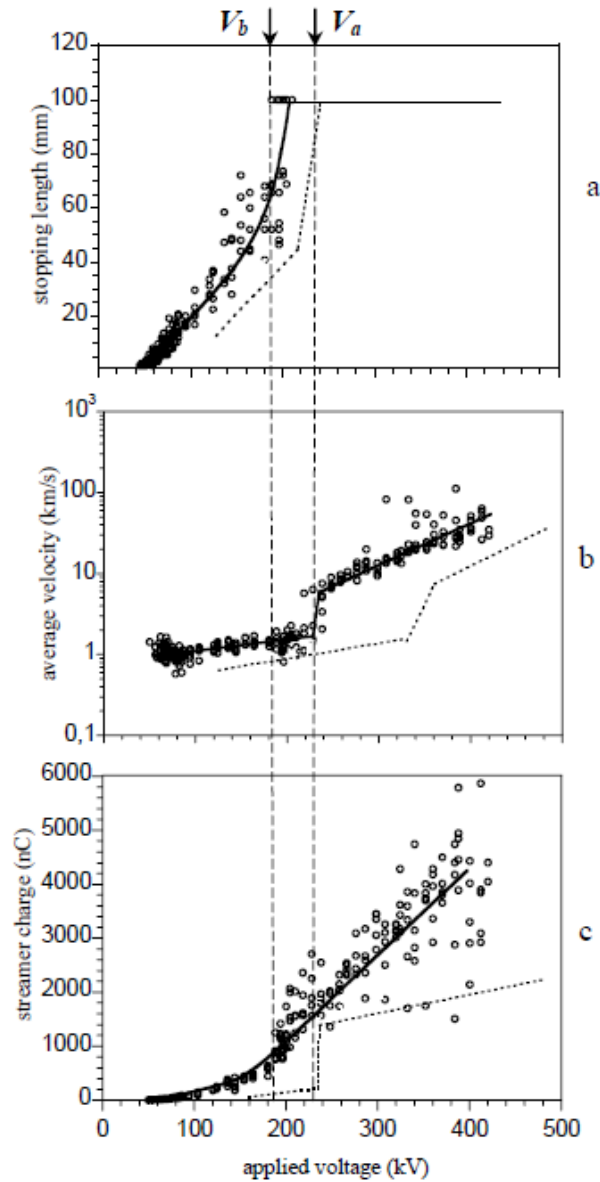 V_b V_a
120
100
80
60
40
20
stopping length (mm)
a
10³
100
10
1
0,1
average velocity (km/s)
b
6000
5000
4000
3000
2000
1000
0
streamer charge (nC)
c
0 100 200 300 400 500
applied voltage (kV)